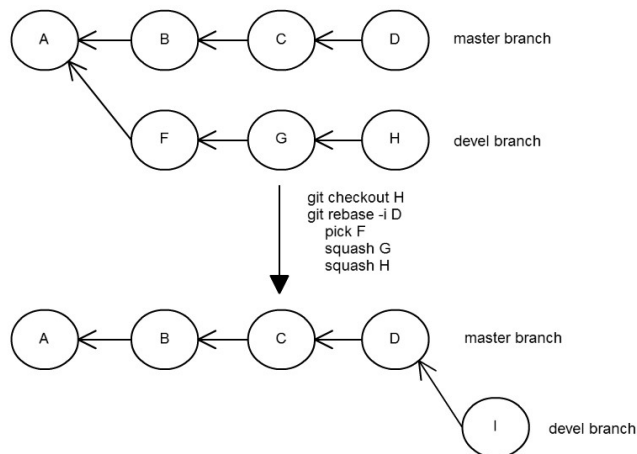 A B C D master branch
F G H devel branch
git checkout H
git rebase -i D
pick F
squash G
squash H
A B C D master branch
I devel branch